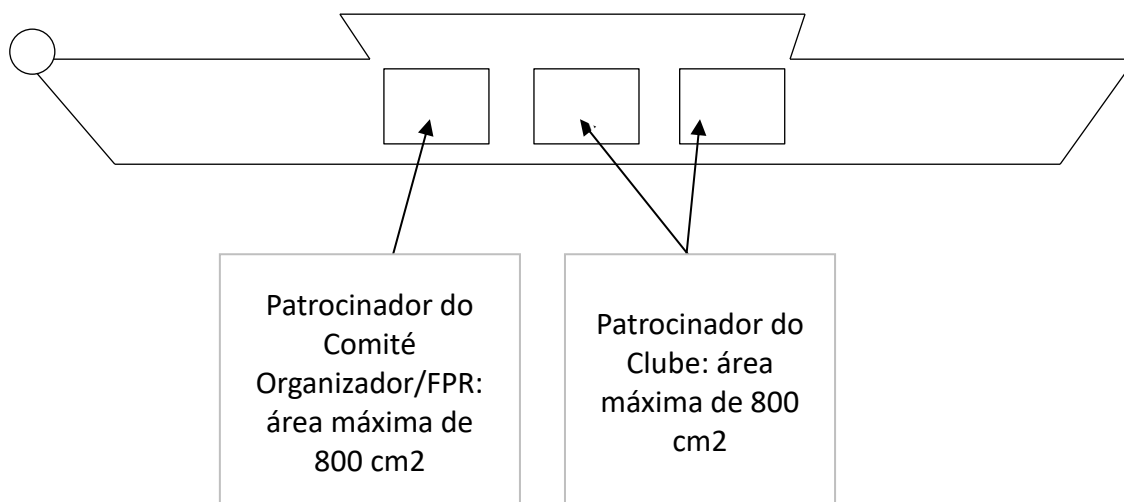 Patrocinador do
Comité
Organizador/FPR:
área máxima de
800 cm2
Patrocinador do
Clube: área
máxima de 800
cm2